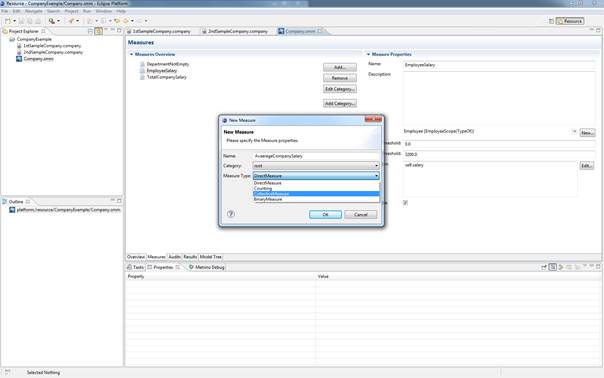 Resource - CompanyExample/Company.smm - Eclipse Platform
File Edit Navigate Search Project Run Window Help
Resource
Project Explorer
1stSampleCompany.company
2ndSampleCompany.company
Company.smm
CompanyExample
1stSampleCompany.company
2ndSampleCompany.company
Company.smm
Measures
Measures Overview
DepartmentNotEmpty
EmployeeSalary
TotalCompanySalary
Add...
Remove
Edit Category...
Add Category...
Measure Properties
Name:
EmployeeSalary
Description:
Employee [EmployeeScope(TypeOf)]
New...
0.0
1200.0
self.salary
Edit...
New Measure
New Measure
Please specify the Measure properties.
Name:
Category:
root
Measure Type:
DirectMeasure
DirectMeasure
Counting
CollectiveMeasure
BinaryMeasure
OK
Cancel
Outline
platform:/resource/CompanyExample/Company.smm
Overview Measures Audits Results Model Tree
Tasks
Properties
Metrino Debug
Property
Value
Selected Nothing